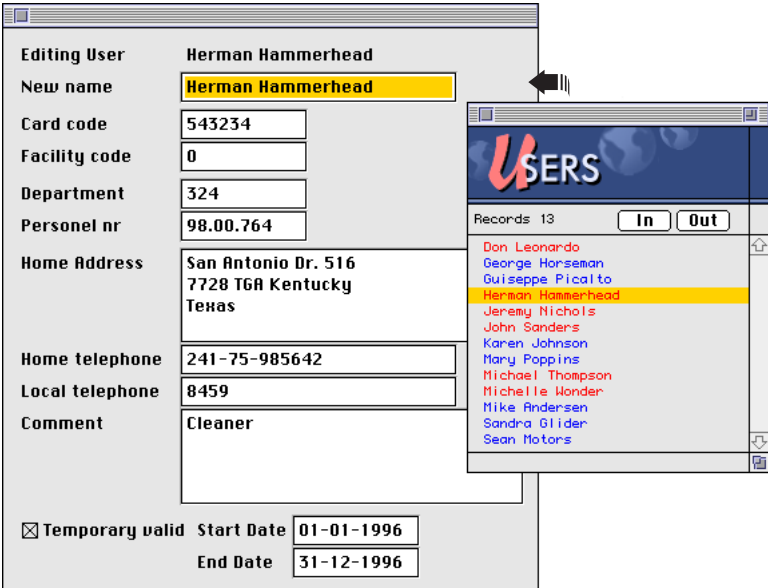 Editing User Herman Hammerhead
New name Herman Hammerhead
Card code 543234
Facility code 0
Department 324
Personel nr 98.00.764
Home Address San Antonio Dr. 516
7728 TGA Kentucky
Texas
Home telephone 241-75-985642
Local telephone 8459
Comment Cleaner
Temporary valid Start Date 01-01-1996
End Date 31-12-1996
USERS
Records 13 In Out
Don Leonardo
George Horseman
Guiseppe Picalto
Herman Hammerhead
Jeremy Nichols
John Sanders
Karen Johnson
Mary Poppins
Michael Thompson
Michelle Wonder
Mike Andersen
Sandra Glider
Sean Motors